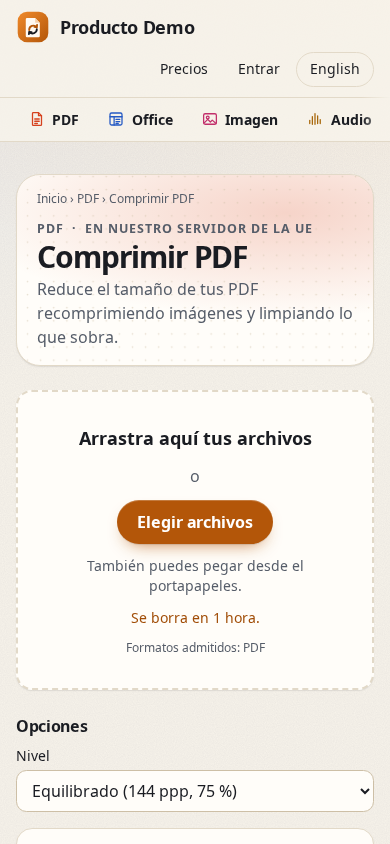 Producto Demo
Precios Entrar English
PDF Office Imagen Audio
Inicio › PDF › Comprimir PDF
PDF · EN NUESTRO SERVIDOR DE LA UE
Comprimir PDF
Reduce el tamaño de tus PDF
recomprimiendo imágenes y limpiando lo
que sobra.
Arrastra aquí tus archivos
o
Elegir archivos
También puedes pegar desde el
portapapeles.
Se borra en 1 hora.
Formatos admitidos: PDF
Opciones
Nivel
Equilibrado (144 ppp, 75 %)